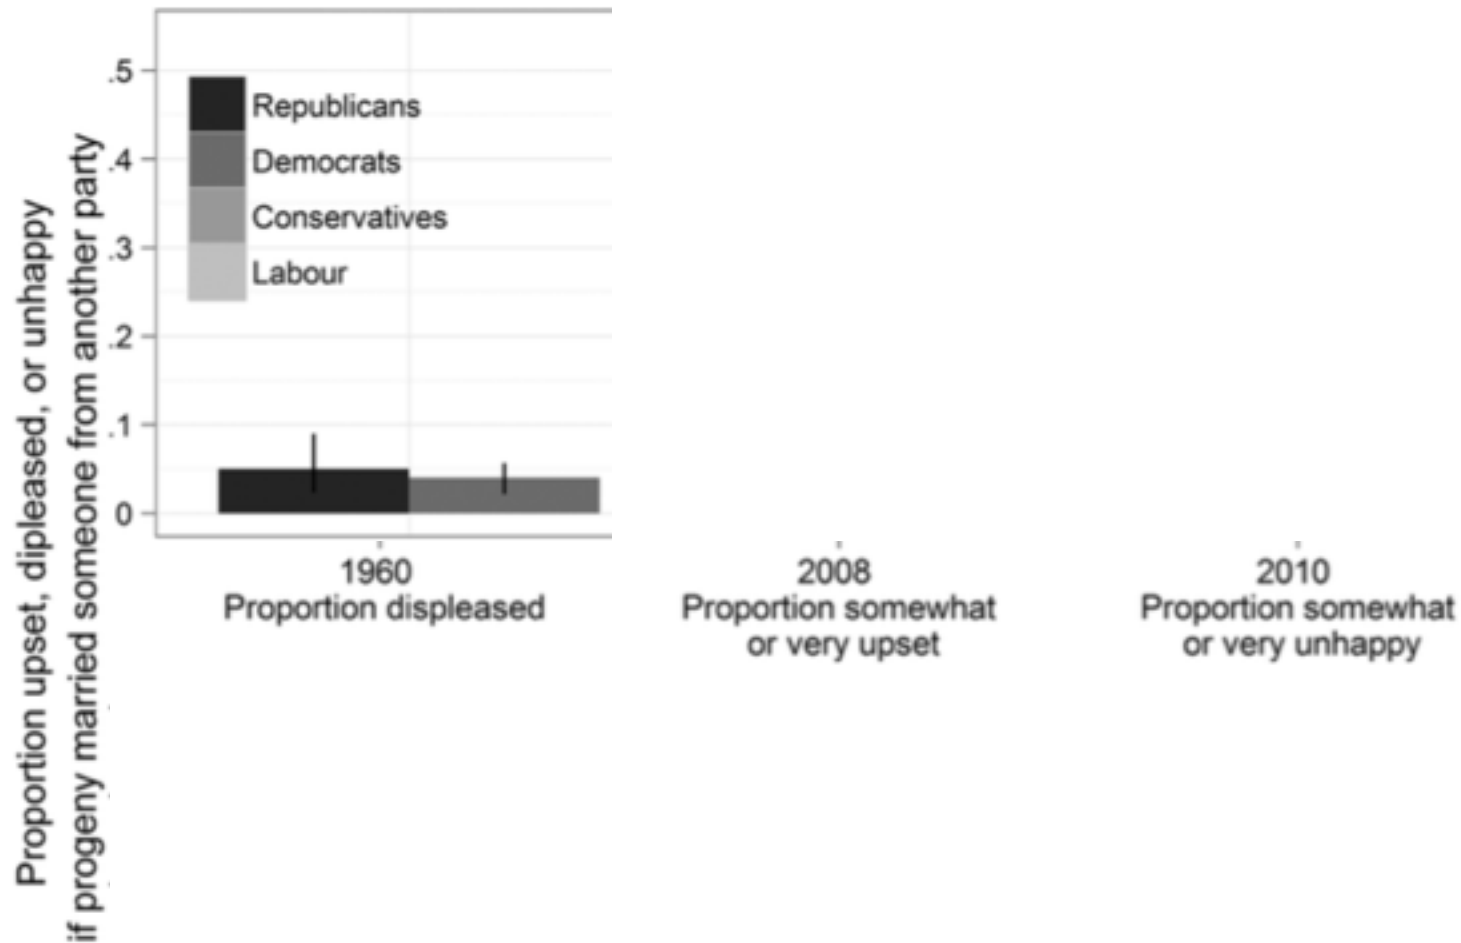 Proportion upset, dipleased, or unhappy
if progeny married someone from another party
.5
.4
.3
.2
.1
0
Republicans
Democrats
Conservatives
Labour
1960
Proportion displeased
2008
Proportion somewhat
or very upset
2010
Proportion somewhat
or very unhappy